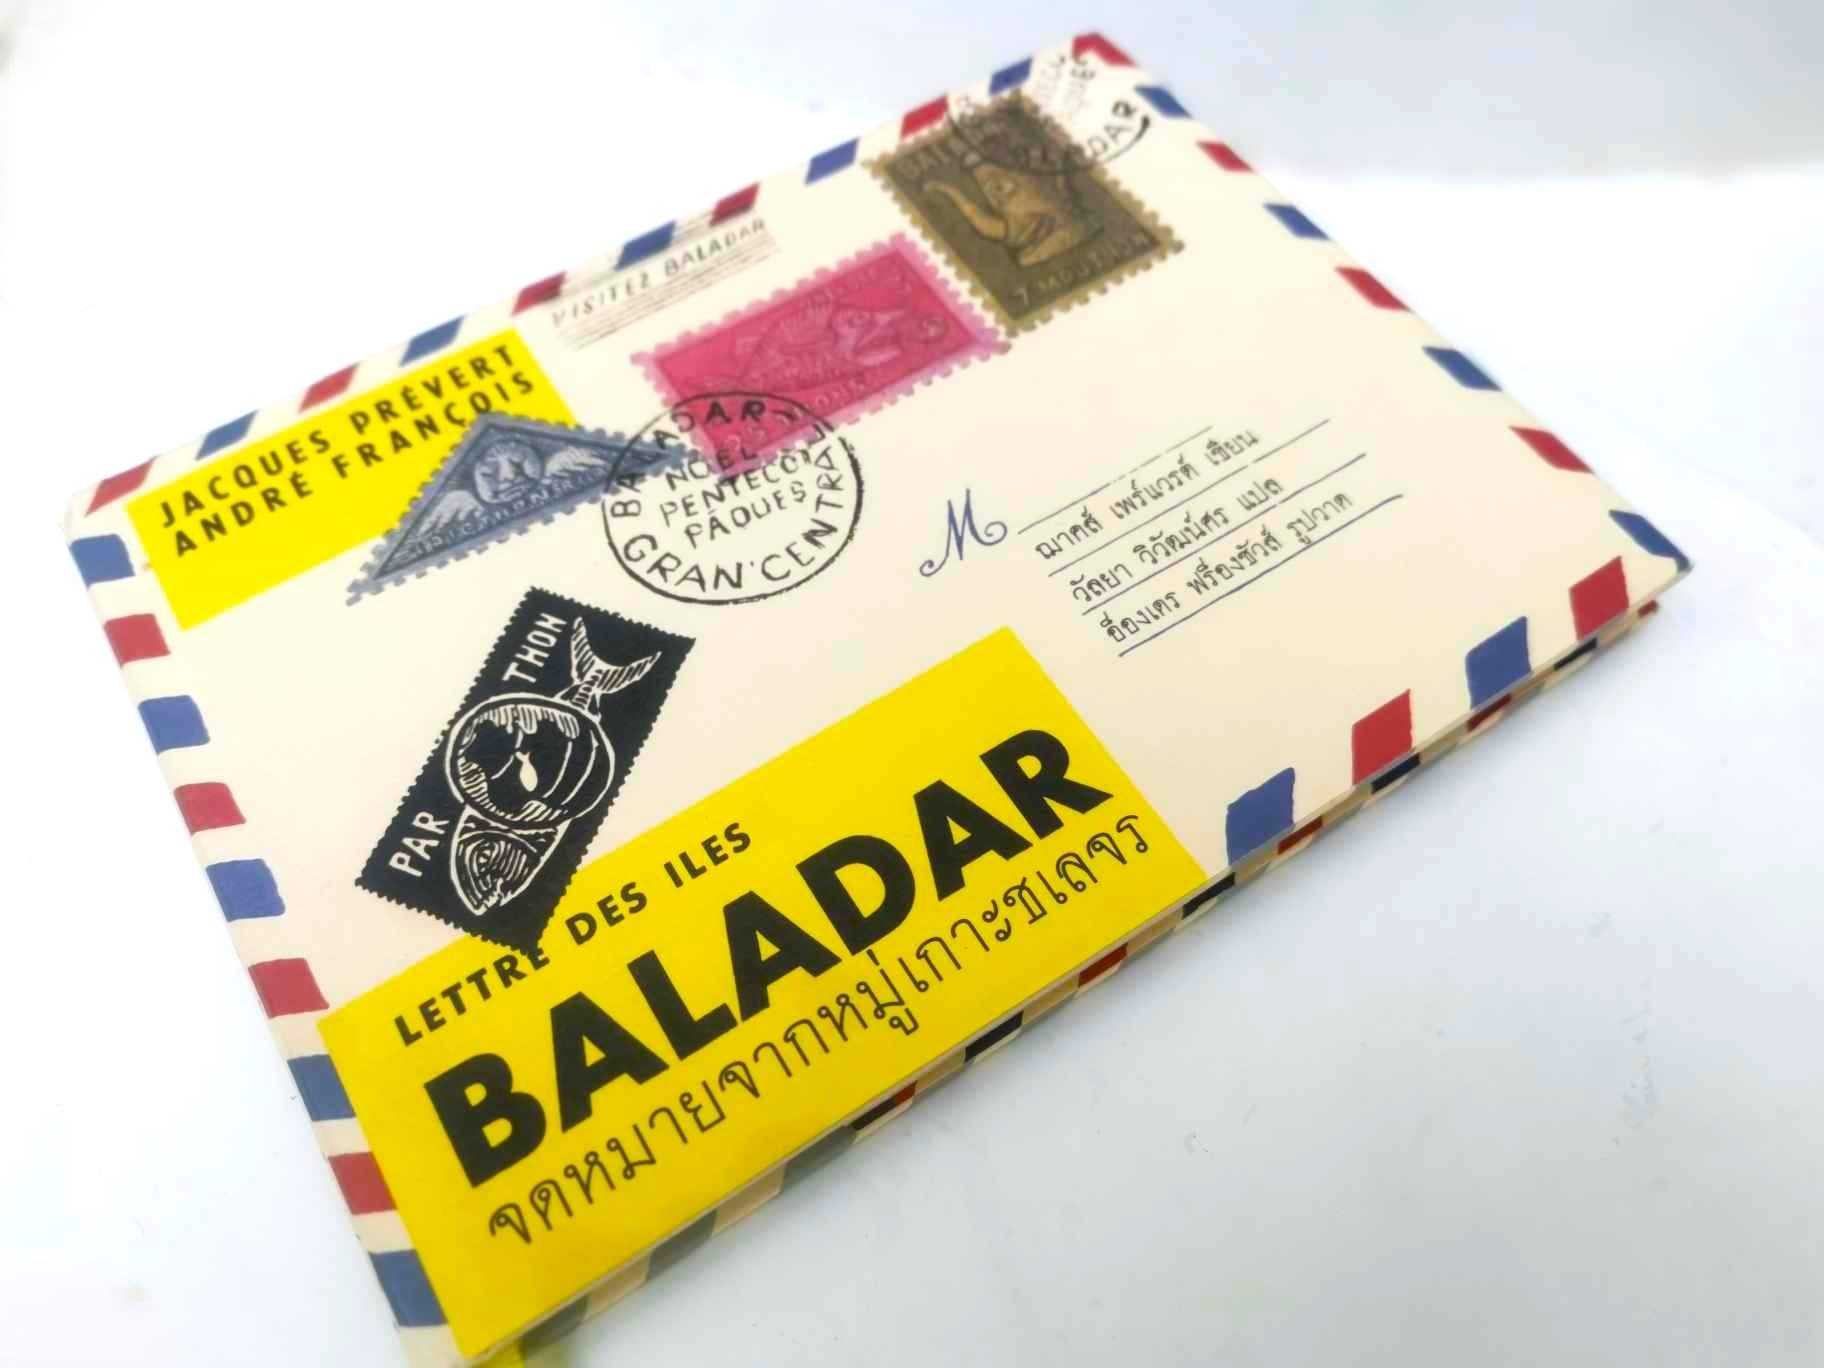 VISITEZ BALADAR
JACQUES PRÉVERT
ANDRÉ FRANÇOIS
7 MOUTTHON
BALADAR
NOEL
PENTECÔTE
PÂQUES
GRAN'CENTRAL
M
ฌาคส์ เพร์แวรต์ เขียน
วัลยา วิวัฒน์ศร แปล
อ็องเดร ฟร็องซัวส์ รูปวาด
PAR THON
LETTRE DES ILES
BALADAR
จดหมายจากหมู่เกาะชเลจร